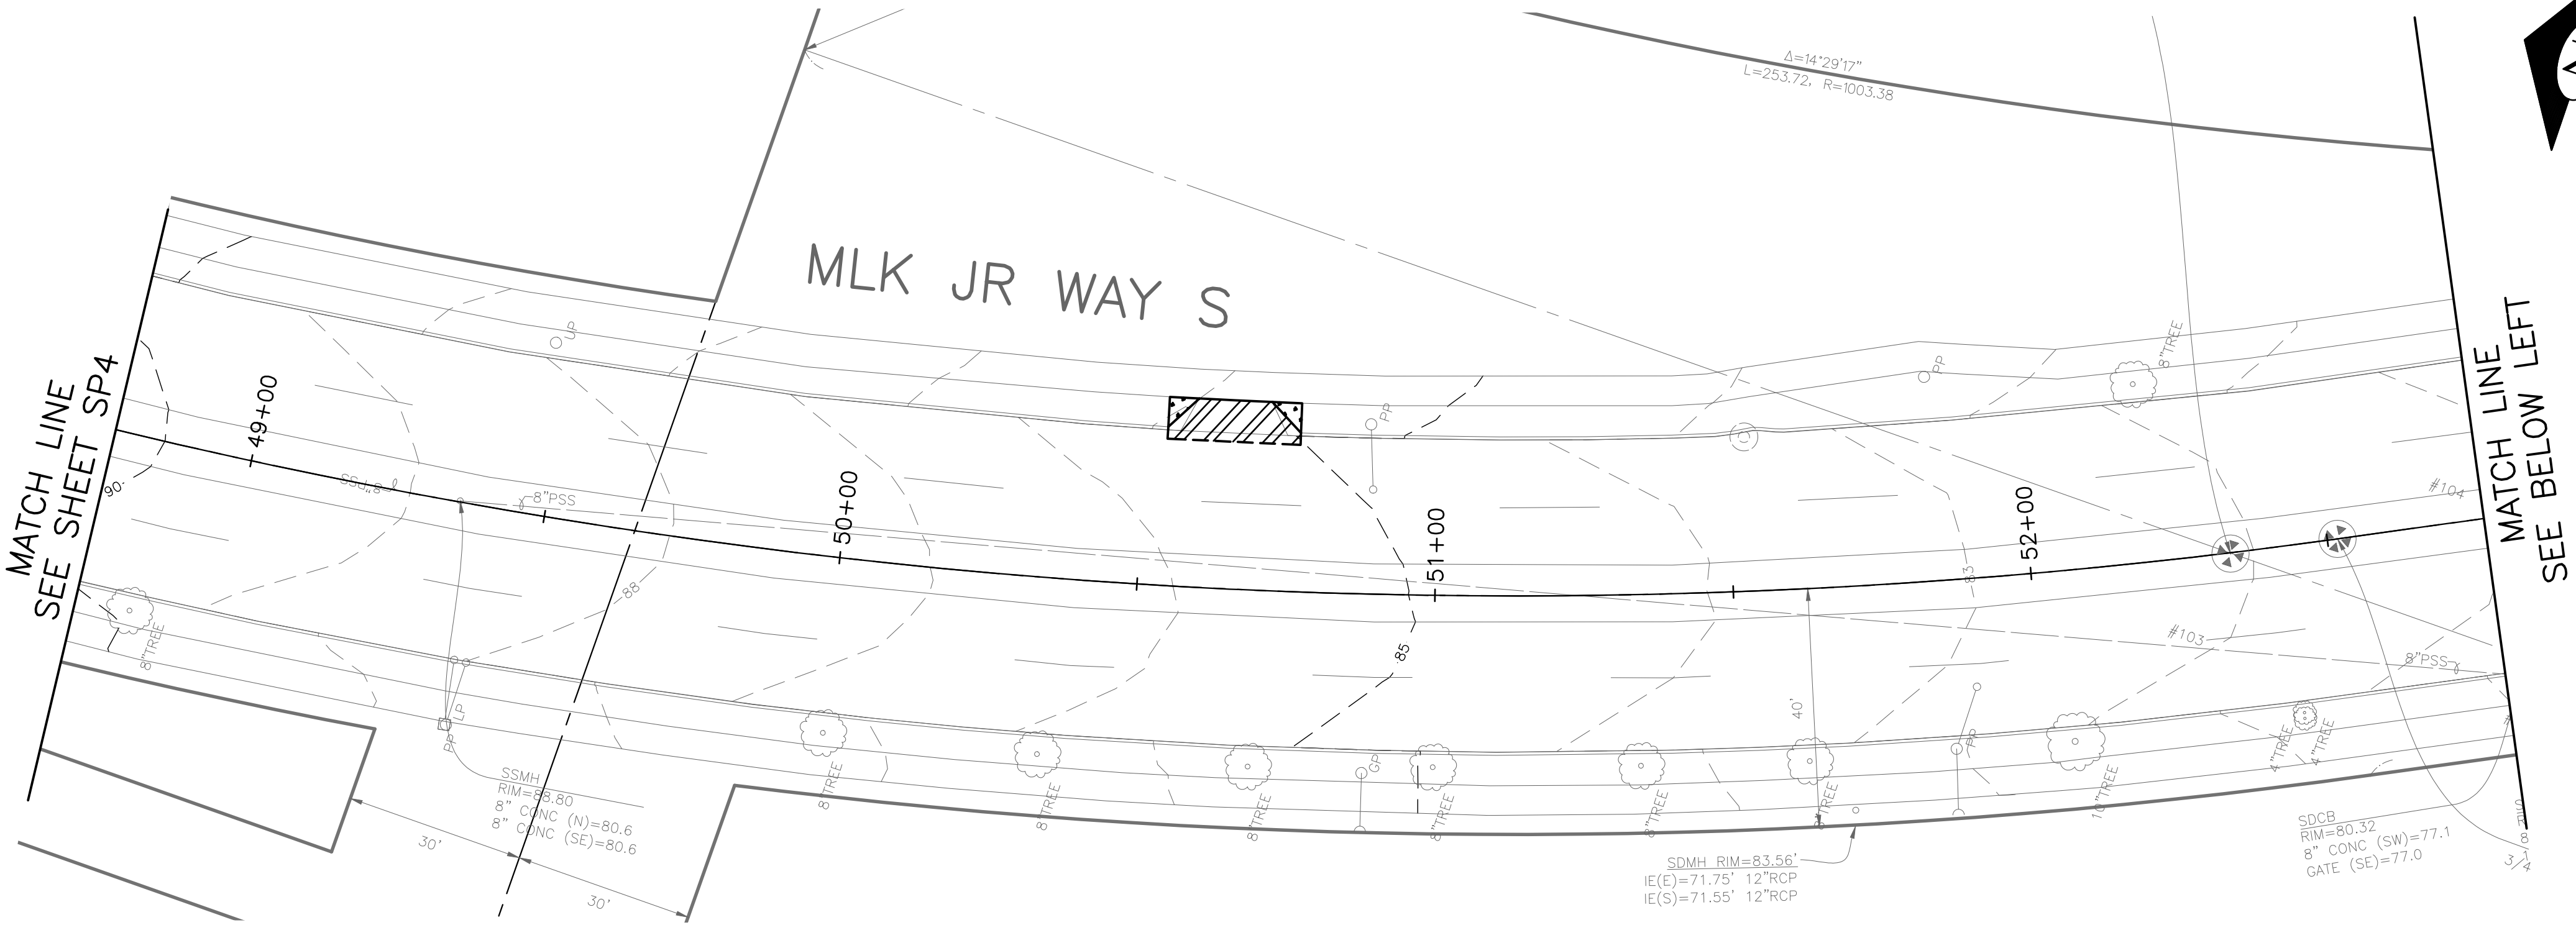 Δ=14°29'17"
L=253.72, R=1003.38
MLK JR WAY S
MATCH LINE
SEE SHEET SP4
49+00
50+00
51+00
52+00
MATCH LINE
SEE BELOW LEFT
UP
PP
PP
8"TREE
8"PSS
8"PSS
#104
90
88
85
83
#103
8"PSS
8"TREE
PP
LP
40'
GP
PP
8"TREE
8"TREE
8"TREE
8"TREE
8"TREE
8"TREE
10"TREE
4"TREE
4"TREE
SSMH
RIM=88.80
8" CONC (N)=80.6
8" CONC (SE)=80.6
30'
30'
SDMH RIM=83.56'
IE(E)=71.75' 12"RCP
IE(S)=71.55' 12"RCP
SDCB
RIM=80.32
8" CONC (SW)=77.1
GATE (SE)=77.0